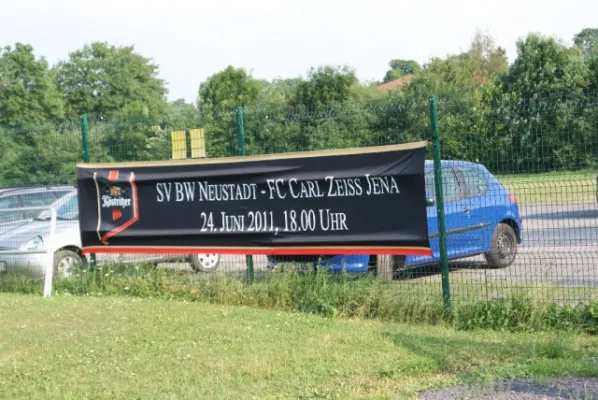 Köstritzer
SV BW Neustadt - FC Carl Zeiss Jena
24. Juni 2011, 18.00 Uhr